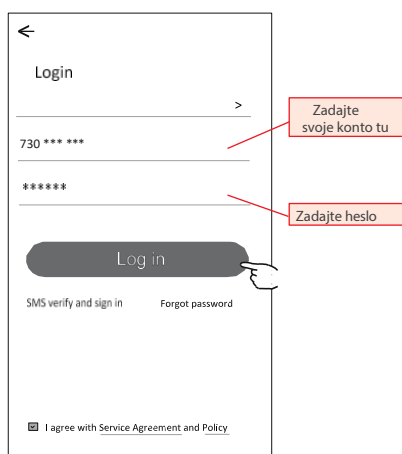 Login
>
Zadajte
svoje konto tu
730 *** ***
******
Zadajte heslo
Log in
SMS verify and sign in
Forgot password
I agree with Service Agreement and Policy